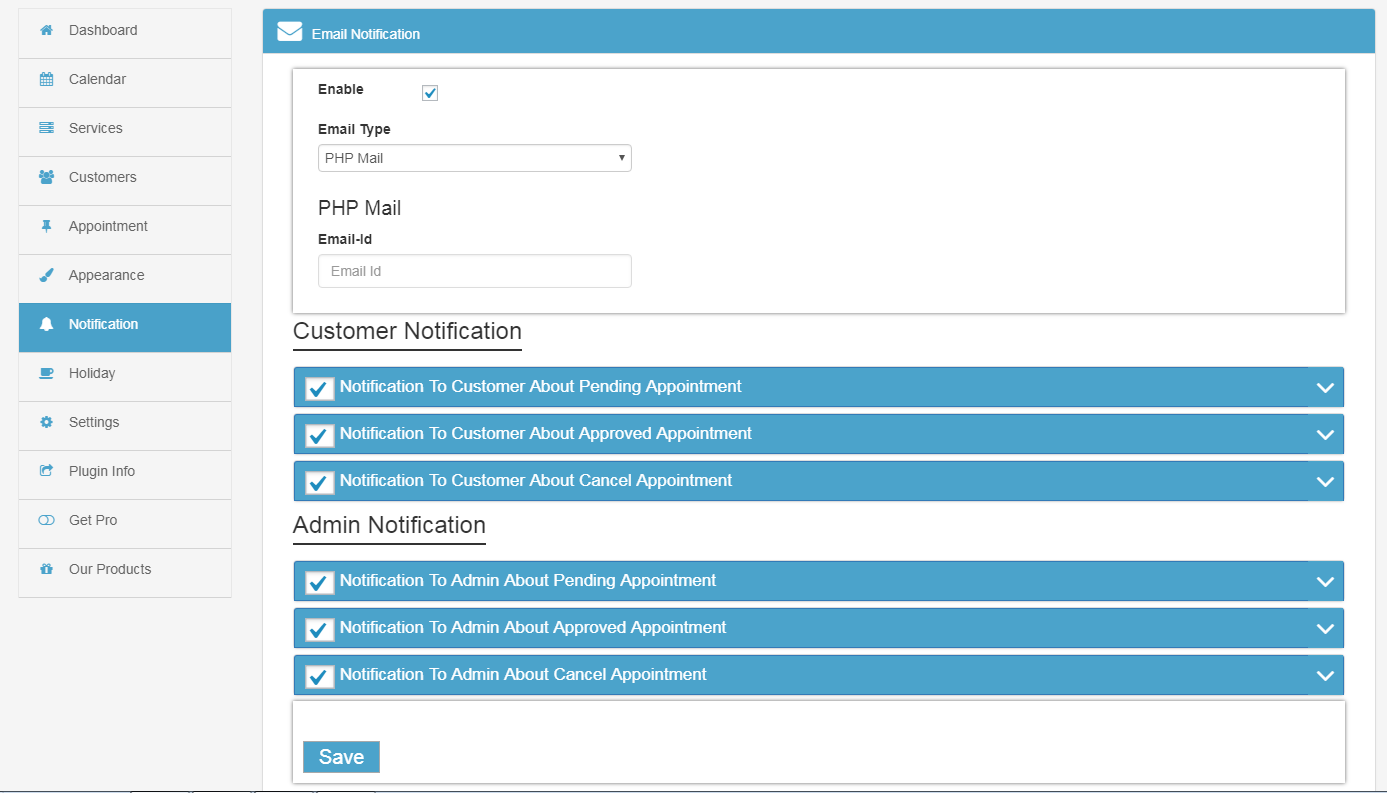 Dashboard
Calendar
Services
Customers
Appointment
Appearance
Notification
Holiday
Settings
Plugin Info
Get Pro
Our Products
Email Notification
Enable
Email Type
PHP Mail
PHP Mail
Email-Id
Email Id
Customer Notification
Notification To Customer About Pending Appointment
Notification To Customer About Approved Appointment
Notification To Customer About Cancel Appointment
Admin Notification
Notification To Admin About Pending Appointment
Notification To Admin About Approved Appointment
Notification To Admin About Cancel Appointment
Save